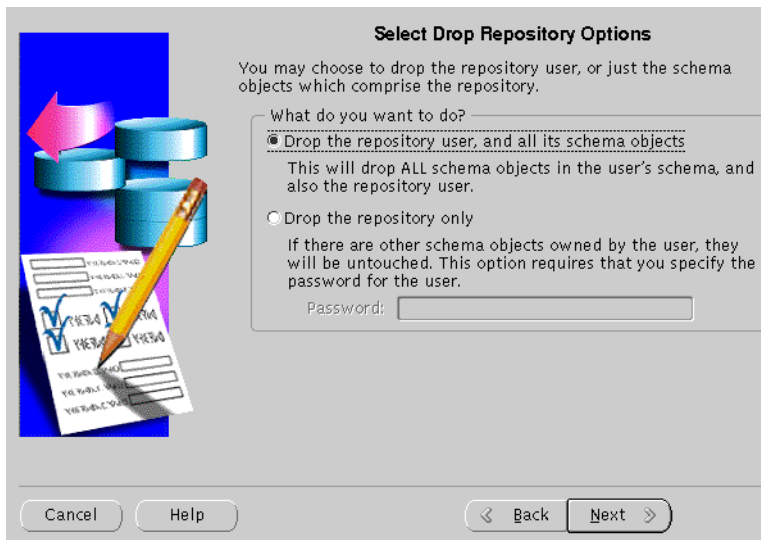 Select Drop Repository Options
You may choose to drop the repository user, or just the schema
objects which comprise the repository.
What do you want to do?
Drop the repository user, and all its schema objects
This will drop ALL schema objects in the user's schema, and
also the repository user.
Drop the repository only
If there are other schema objects owned by the user, they
will be untouched. This option requires that you specify the
password for the user.
Password:
Cancel
Help
Back
Next